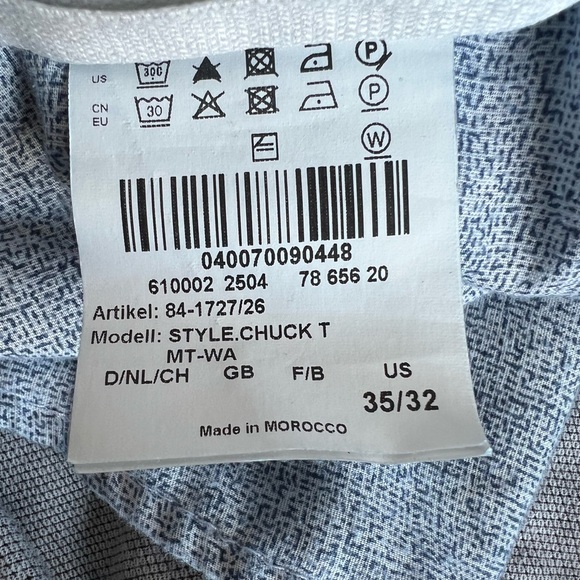 US 30C P
CN
EU 30 P
W
040070090448
610002 2504 78 656 20
Artikel: 84-1727/26
Modell: STYLE.CHUCK T
MT-WA
D/NL/CH GB F/B US
35/32
Made in MOROCCO